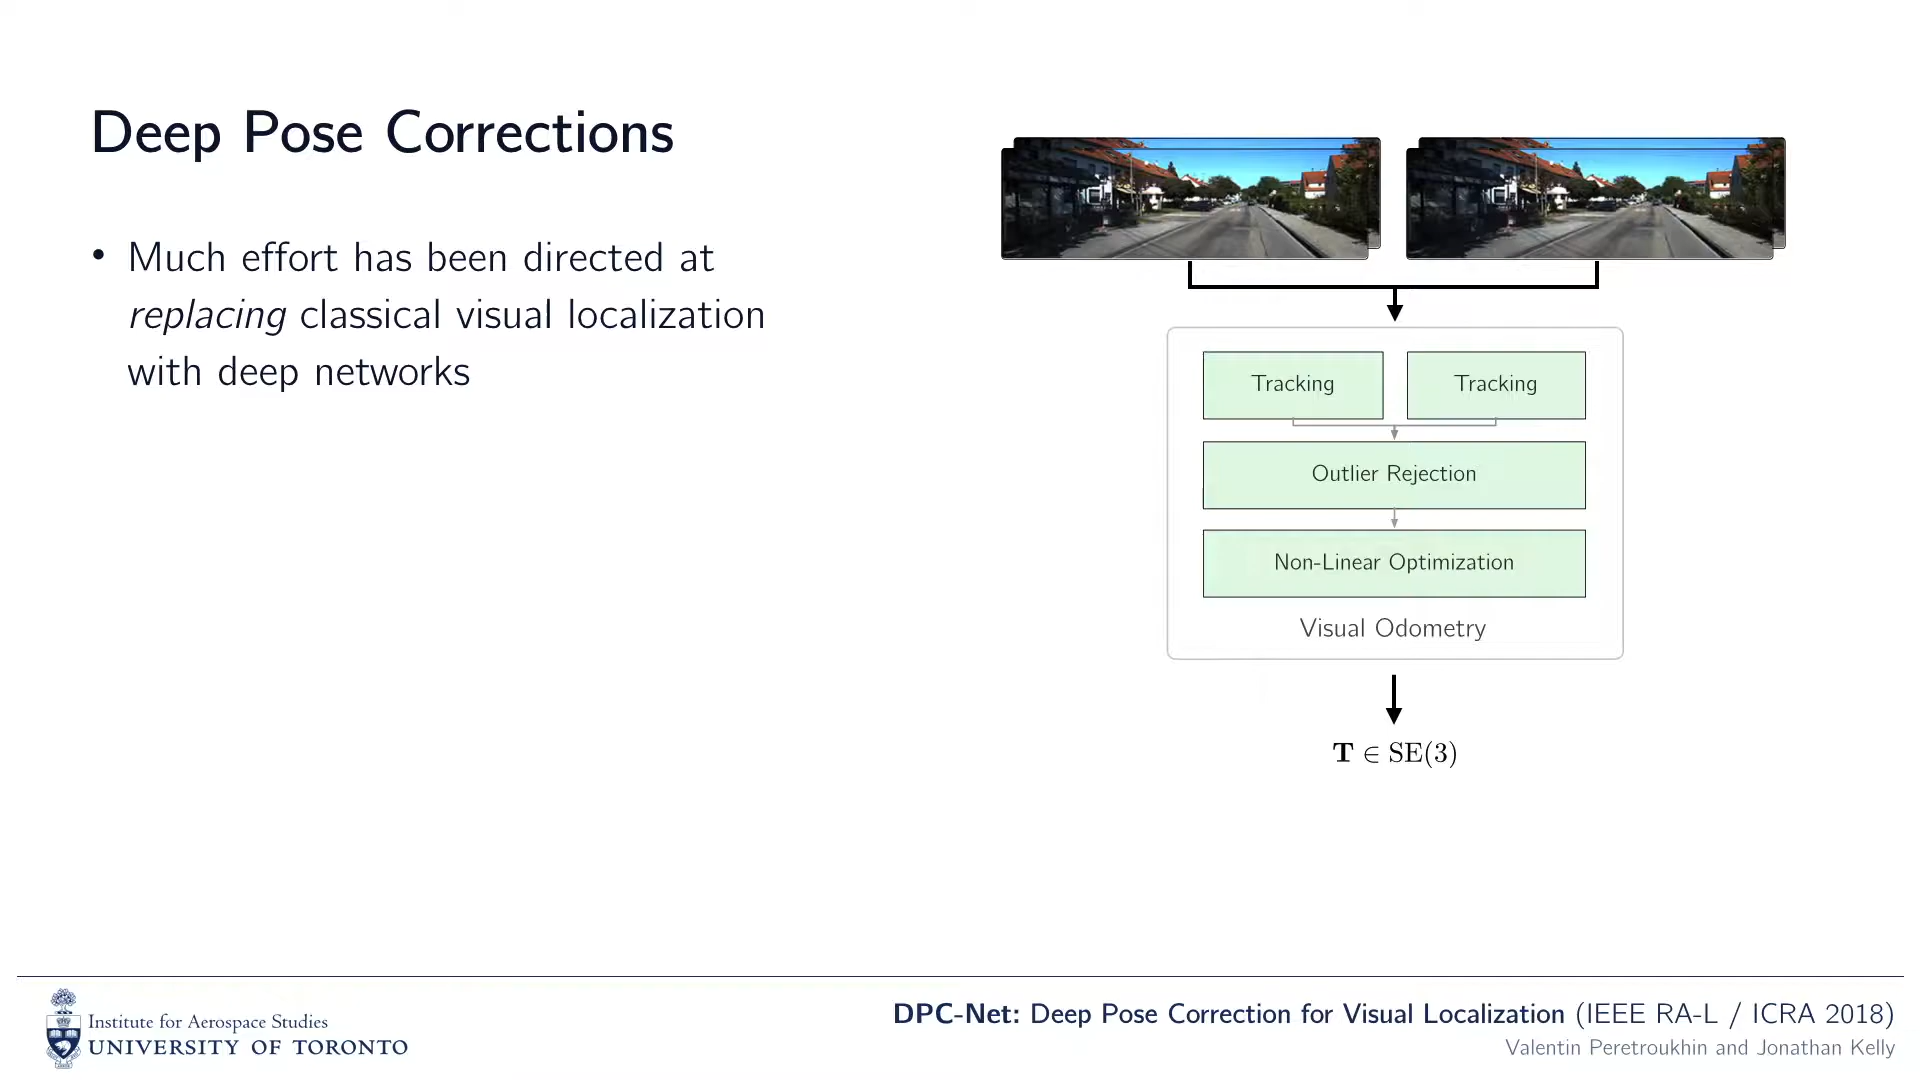 Deep Pose Corrections
• Much effort has been directed at
replacing classical visual localization
with deep networks
Tracking
Tracking
Outlier Rejection
Non-Linear Optimization
Visual Odometry
T ∈ SE(3)
Institute for Aerospace Studies
UNIVERSITY OF TORONTO
DPC-Net: Deep Pose Correction for Visual Localization (IEEE RA-L / ICRA 2018)
Valentin Peretroukhin and Jonathan Kelly